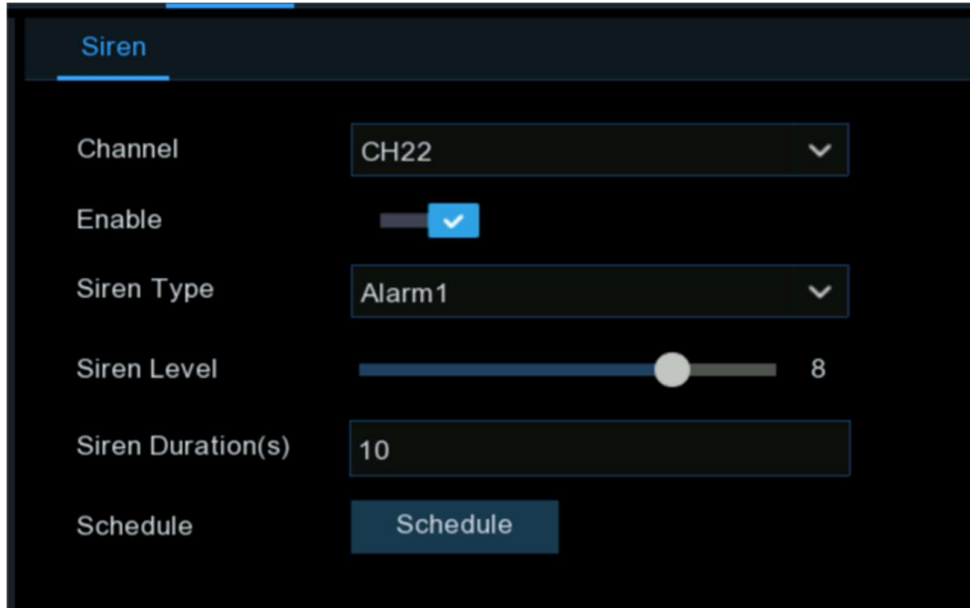 Siren
Channel CH22
Enable
Siren Type Alarm1
Siren Level 8
Siren Duration(s) 10
Schedule Schedule